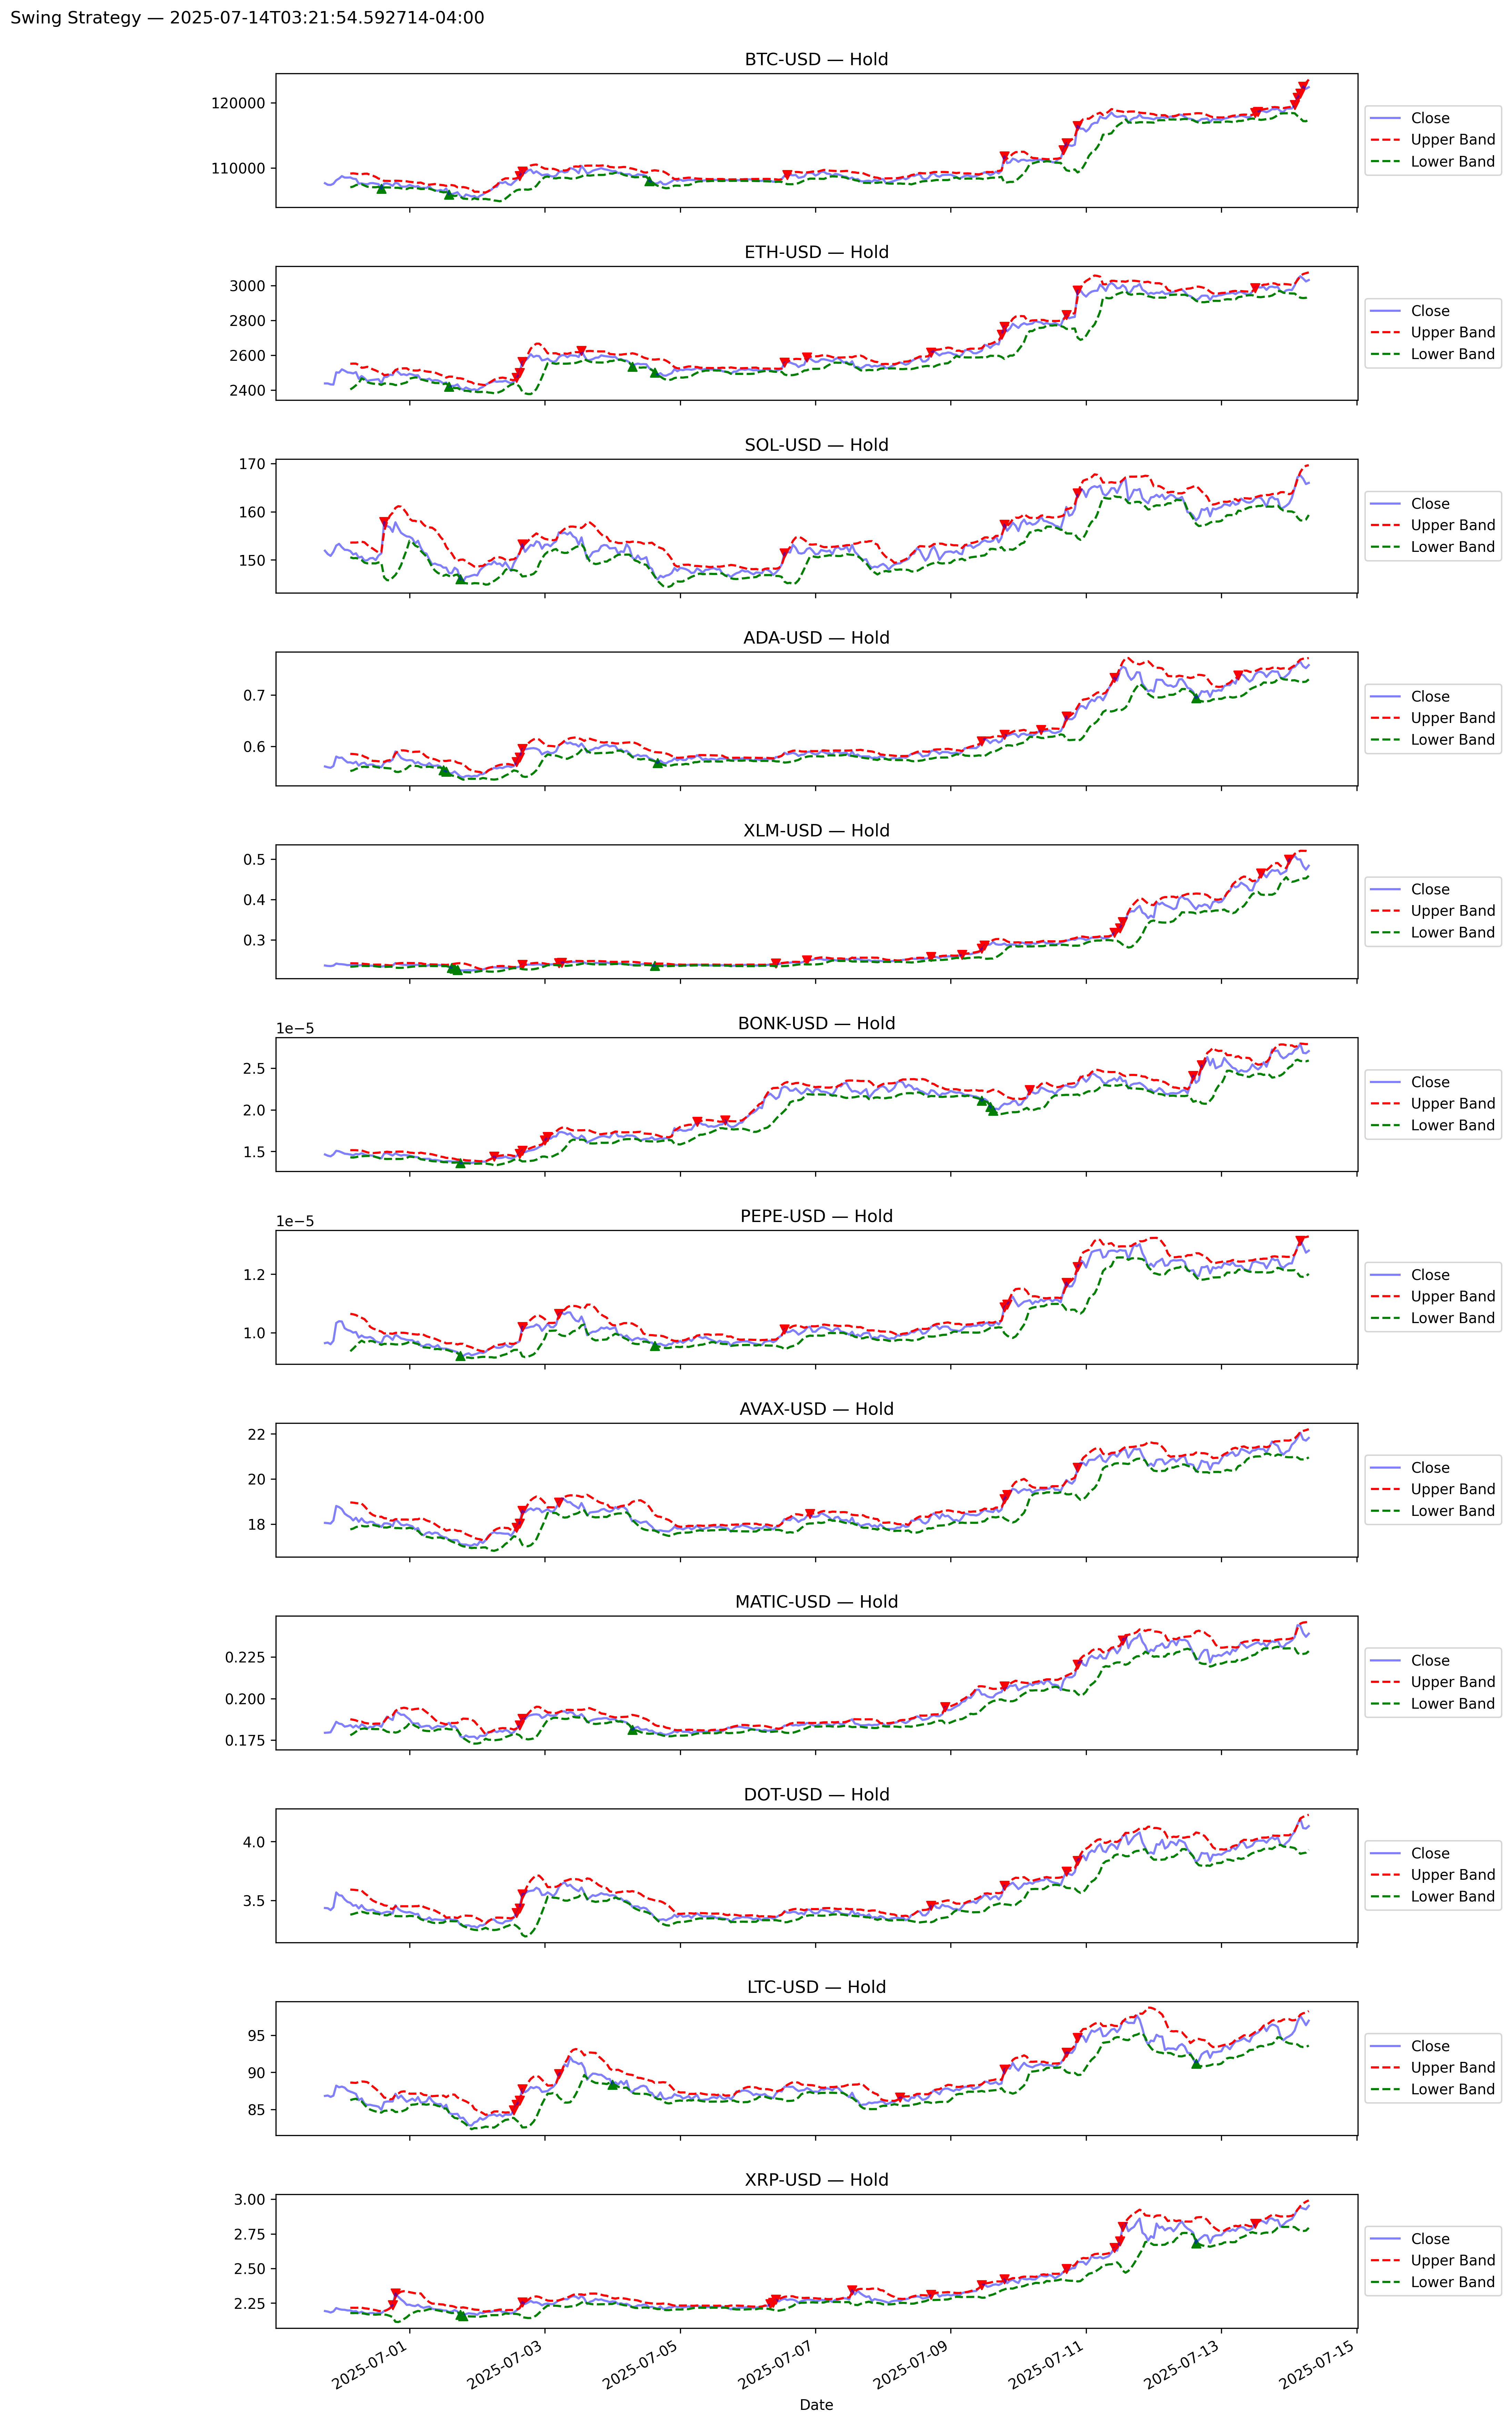 Swing Strategy — 2025-07-14T03:21:54.592714-04:00
BTC-USD — Hold
120000
110000
Close
Upper Band
Lower Band
ETH-USD — Hold
3000
2800
2600
2400
Close
Upper Band
Lower Band
SOL-USD — Hold
170
160
150
Close
Upper Band
Lower Band
ADA-USD — Hold
0.7
0.6
Close
Upper Band
Lower Band
XLM-USD — Hold
0.5
0.4
0.3
Close
Upper Band
Lower Band
BONK-USD — Hold
1e−5
2.5
2.0
1.5
Close
Upper Band
Lower Band
PEPE-USD — Hold
1e−5
1.2
1.0
Close
Upper Band
Lower Band
AVAX-USD — Hold
22
20
18
Close
Upper Band
Lower Band
MATIC-USD — Hold
0.225
0.200
0.175
Close
Upper Band
Lower Band
DOT-USD — Hold
4.0
3.5
Close
Upper Band
Lower Band
LTC-USD — Hold
95
90
85
Close
Upper Band
Lower Band
XRP-USD — Hold
3.00
2.75
2.50
2.25
Close
Upper Band
Lower Band
2025-07-01
2025-07-03
2025-07-05
2025-07-07
2025-07-09
2025-07-11
2025-07-13
2025-07-15
Date